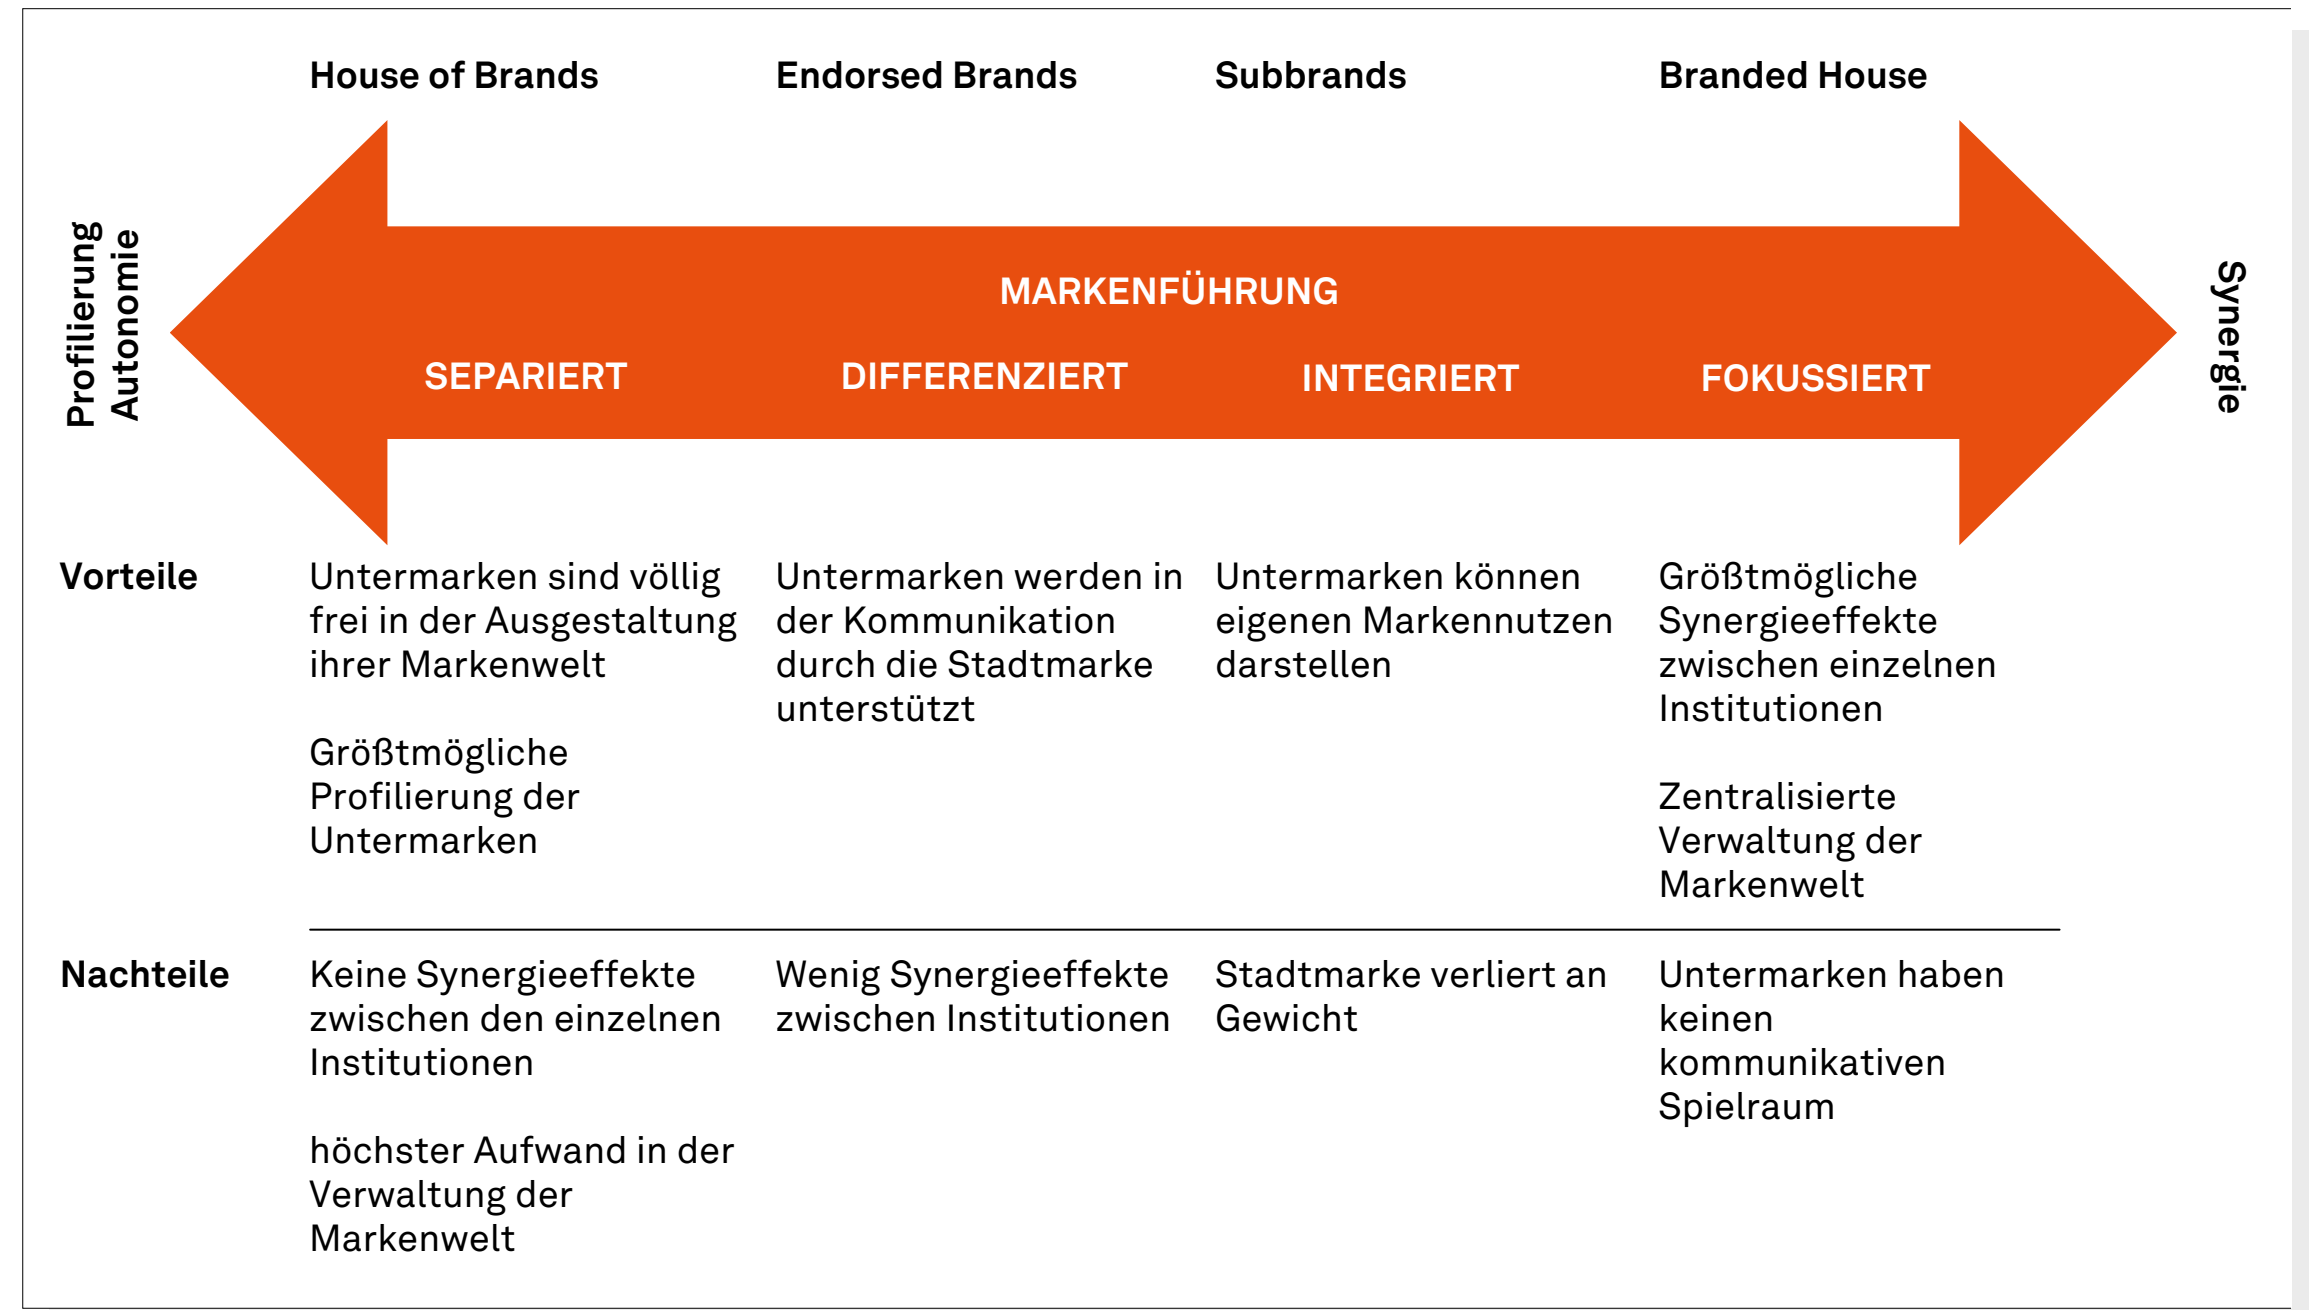 House of Brands
Endorsed Brands
Subbrands
Branded House
Profilierung
Autonomie
MARKENFÜHRUNG
SEPARIERT
DIFFERENZIERT
INTEGRIERT
FOKUSSIERT
Synergie
Vorteile
Untermarken sind völlig
frei in der Ausgestaltung
ihrer Markenwelt
Größtmögliche
Profilierung der
Untermarken
Untermarken werden in
der Kommunikation
durch die Stadtmarke
unterstützt
Untermarken können
eigenen Markennutzen
darstellen
Größtmögliche
Synergieeffekte
zwischen einzelnen
Institutionen
Zentralisierte
Verwaltung der
Markenwelt
Nachteile
Keine Synergieeffekte
zwischen den einzelnen
Institutionen
höchster Aufwand in der
Verwaltung der
Markenwelt
Wenig Synergieeffekte
zwischen Institutionen
Stadtmarke verliert an
Gewicht
Untermarken haben
keinen
kommunikativen
Spielraum